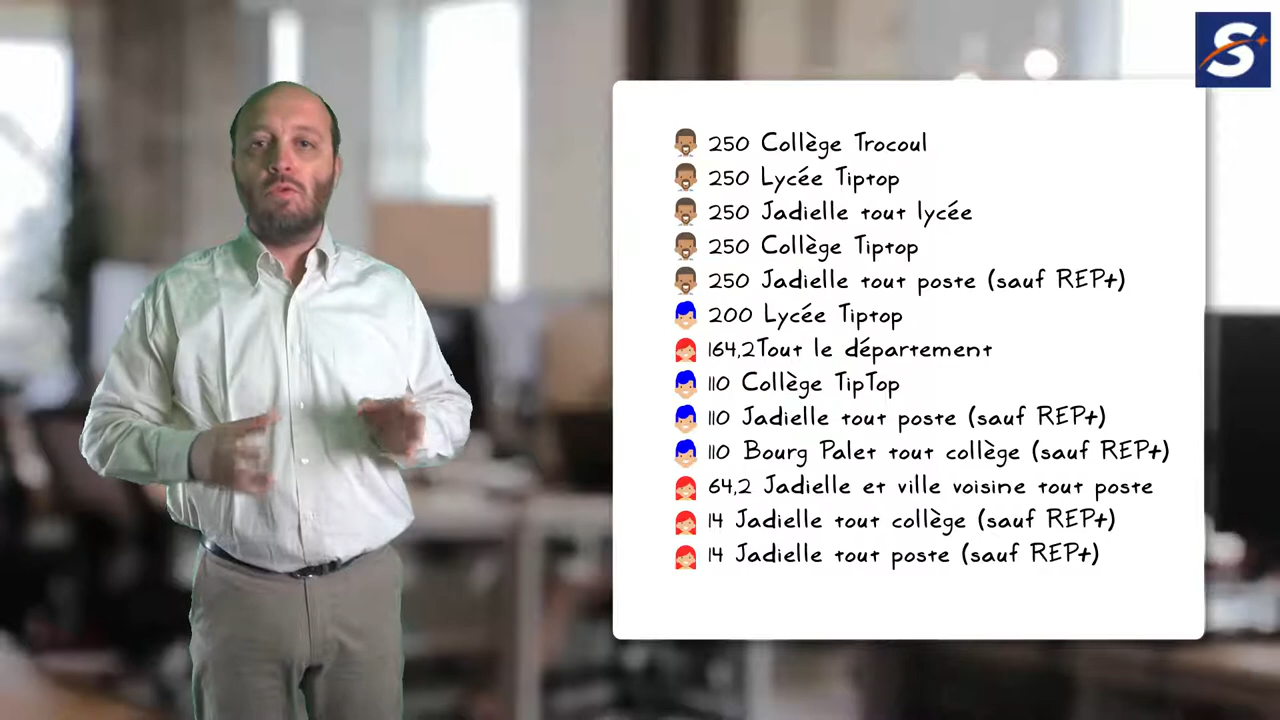 S
250 Collège Trocoul
250 Lycée Tiptop
250 Jadielle tout lycée
250 Collège Tiptop
250 Jadielle tout poste (sauf REP+)
200 Lycée Tiptop
164,2Tout le département
110 Collège TipTop
110 Jadielle tout poste (sauf REP+)
110 Bourg Palet tout collège (sauf REP+)
64,2 Jadielle et ville voisine tout poste
14 Jadielle tout collège (sauf REP+)
14 Jadielle tout poste (sauf REP+)